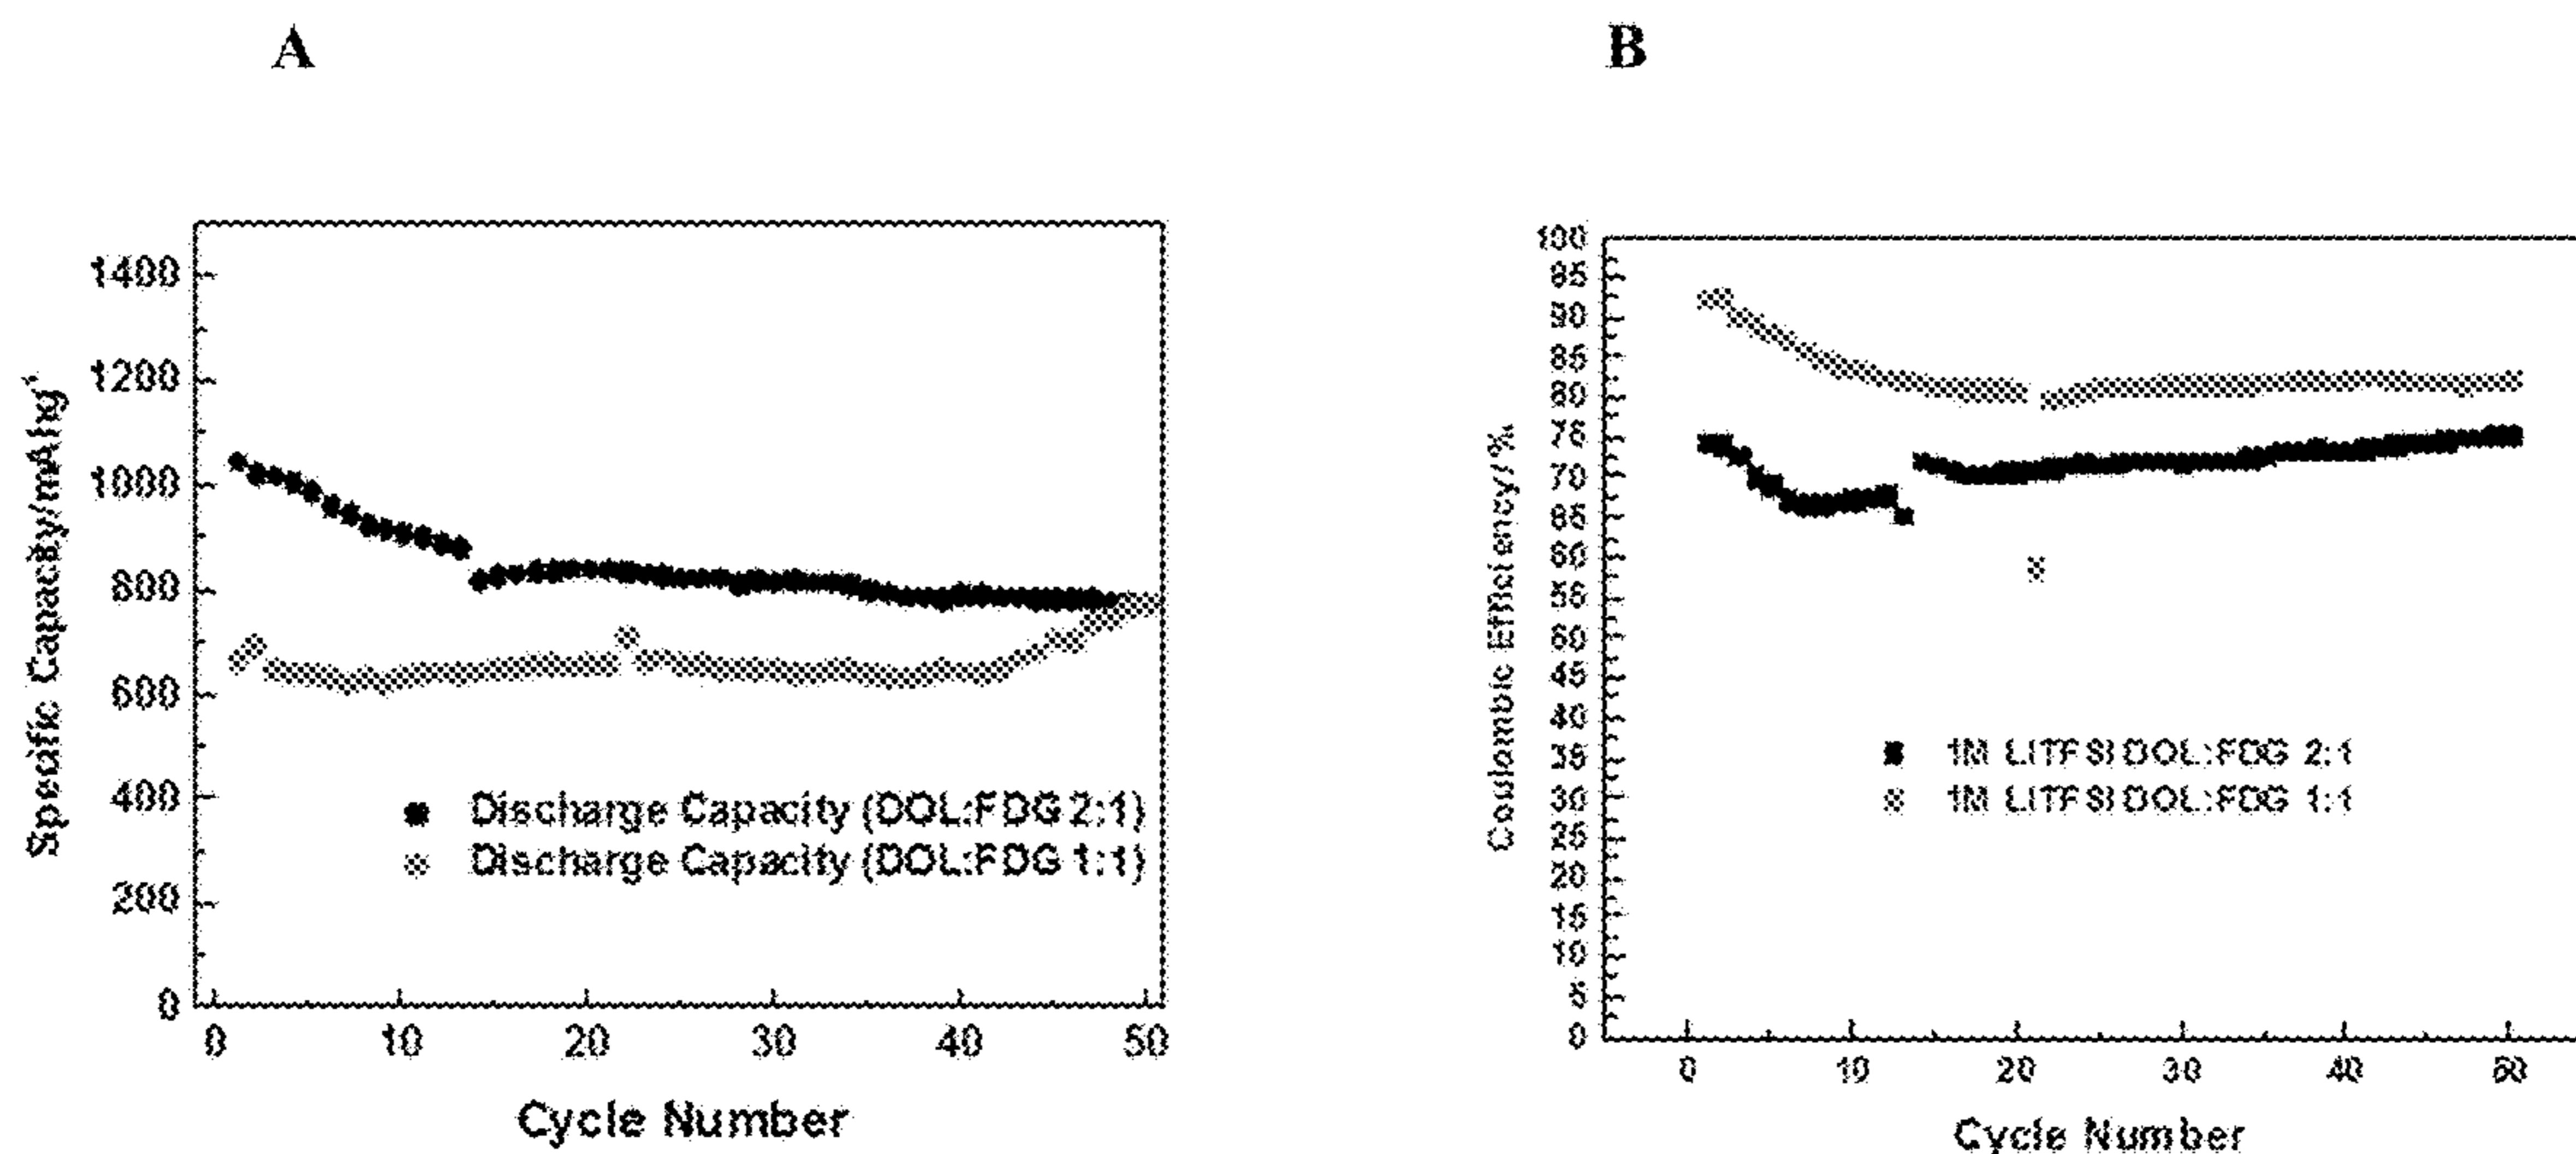 A
B
Specific Capacity/mAhg⁻¹
1400
1200
1000
800
600
400
200
0
Discharge Capacity (DOL:FDG 2:1)
Discharge Capacity (DOL:FDG 1:1)
0 10 20 30 40 50
Cycle Number
Coulombic Efficiency/%
100
95
90
85
80
75
70
65
60
55
50
45
40
35
30
25
20
15
10
5
0
1M LITFSI DOL:FDG 2:1
1M LITFSI DOL:FDG 1:1
0 10 20 30 40 50
Cycle Number